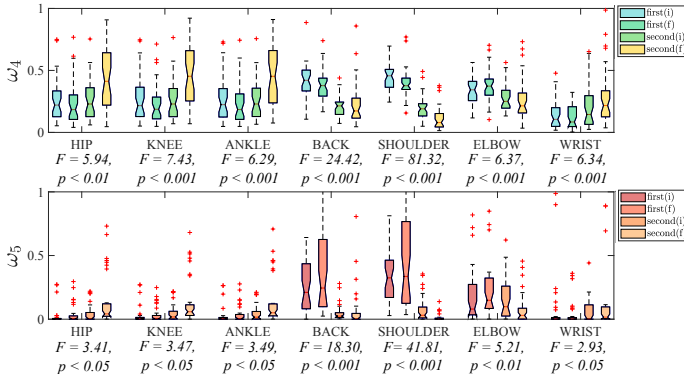 1
0.5
0
ω4
first(i)
first(f)
second(i)
second(f)
HIP KNEE ANKLE BACK SHOULDER ELBOW WRIST
F = 5.94, F = 7.43, F = 6.29, F = 24.42, F = 81.32, F = 6.37, F = 6.34,
p < 0.01 p < 0.001 p < 0.001 p < 0.001 p < 0.001 p < 0.001 p < 0.001
1
0.5
0
ω5
first(i)
first(f)
second(i)
second(f)
HIP KNEE ANKLE BACK SHOULDER ELBOW WRIST
F = 3.41, F = 3.47, F = 3.49, F = 18.30, F = 41.81, F = 5.21, F = 2.93,
p < 0.05 p < 0.05 p < 0.05 p < 0.001 p < 0.001 p < 0.01 p < 0.05